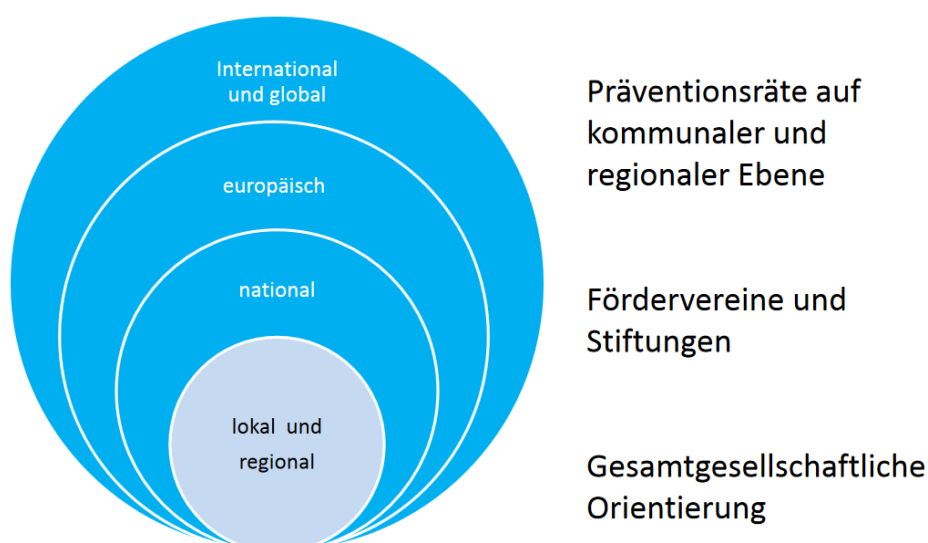 International
und global
europäisch
national
lokal und
regional
Präventionsräte auf
kommunaler und
regionaler Ebene
Fördervereine und
Stiftungen
Gesamtgesellschaftliche
Orientierung